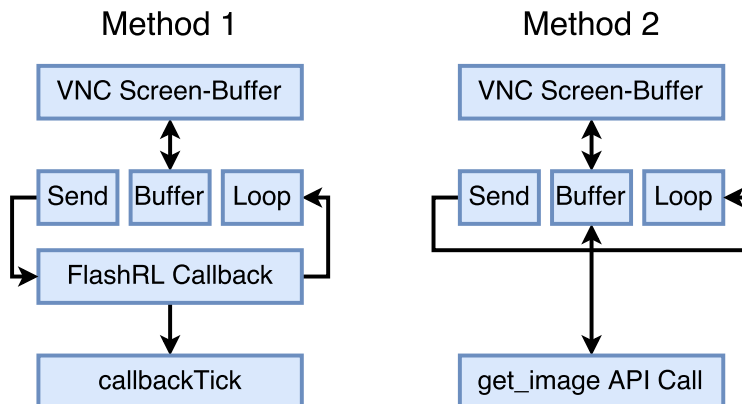 Method 1
VNC Screen-Buffer
Send Buffer Loop
FlashRL Callback
callbackTick
Method 2
VNC Screen-Buffer
Send Buffer Loop
get_image API Call